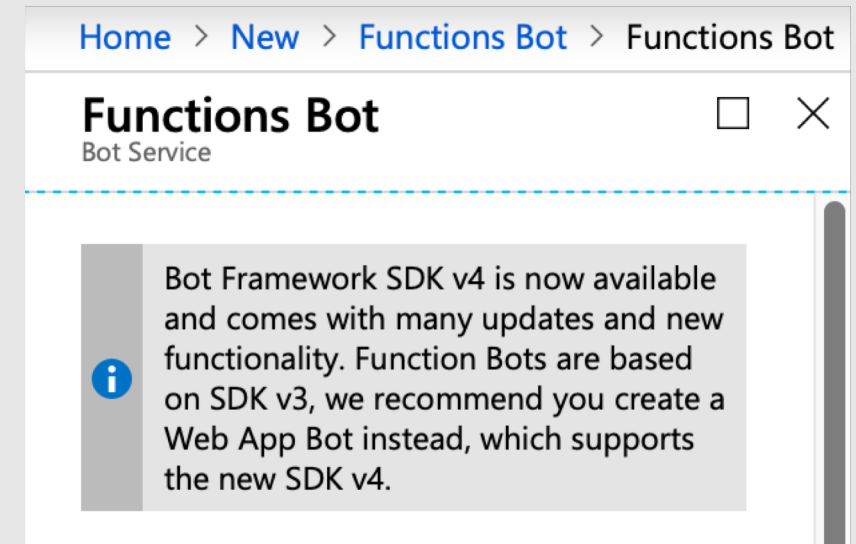 Home > New > Functions Bot > Functions Bot
Functions Bot
Bot Service
Bot Framework SDK v4 is now available
and comes with many updates and new
functionality. Function Bots are based
on SDK v3, we recommend you create a
Web App Bot instead, which supports
the new SDK v4.